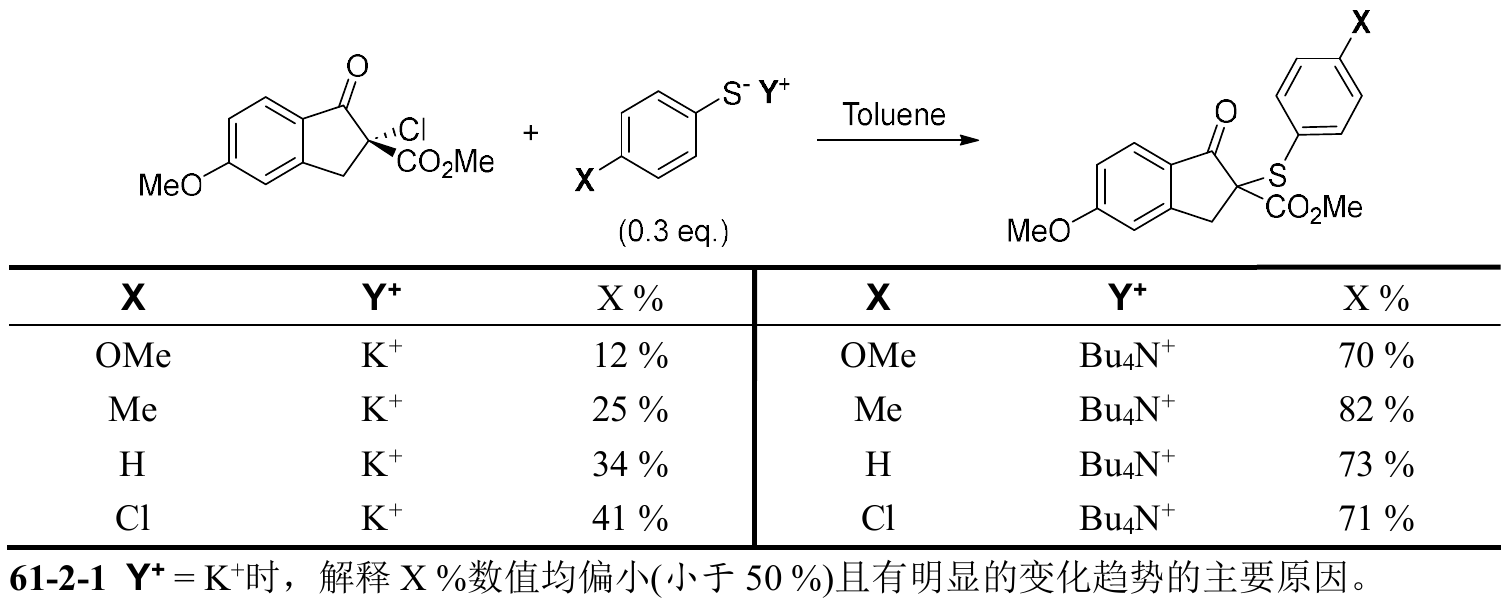 O
Cl
CO₂Me
MeO
+
S⁻ Y⁺
X
(0.3 eq.)
Toluene
X
O
S
CO₂Me
MeO
X Y⁺ X % X Y⁺ X %
OMe K⁺ 12 % OMe Bu₄N⁺ 70 %
Me K⁺ 25 % Me Bu₄N⁺ 82 %
H K⁺ 34 % H Bu₄N⁺ 73 %
Cl K⁺ 41 % Cl Bu₄N⁺ 71 %
61-2-1 Y⁺ = K⁺时，解释 X %数值均偏小(小于 50 %)且有明显的变化趋势的主要原因。